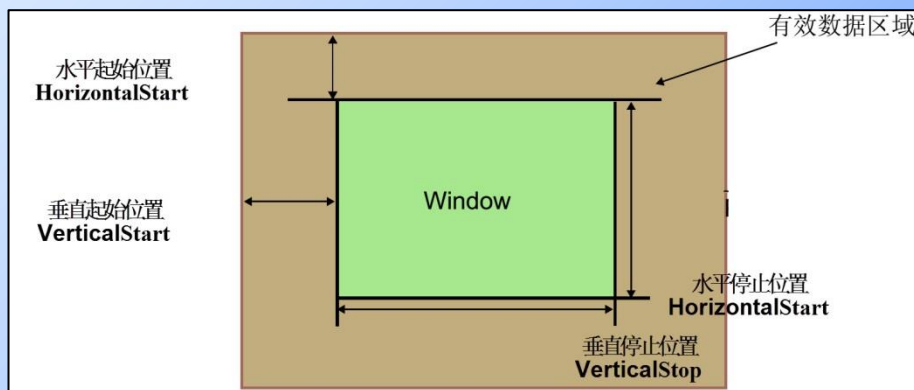 有效数据区域
水平起始位置
HorizontalStart
Window
垂直起始位置
VerticalStart
水平停止位置
HorizontalStart
垂直停止位置
VerticalStop